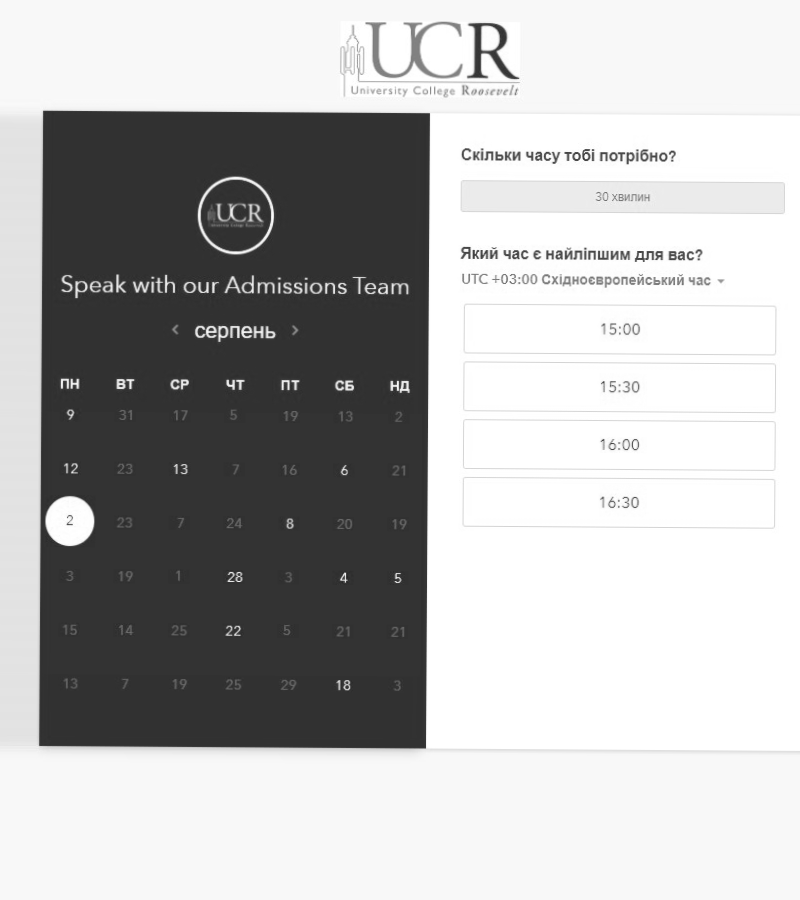 UCR
University College Roosevelt
UCR
Speak with our Admissions Team
серпень
ПН ВТ СР ЧТ ПТ СБ НД
9 31 17 5 19 13 2
12 23 13 7 16 6 21
2 23 7 24 8 20 19
3 19 1 28 3 4 5
15 14 25 22 5 21 21
13 7 19 25 29 18 3
Скільки часу тобі потрібно?
30 хвилин
Який час є найліпшим для вас?
UTC +03:00 Східноєвропейський час
15:00
15:30
16:00
16:30